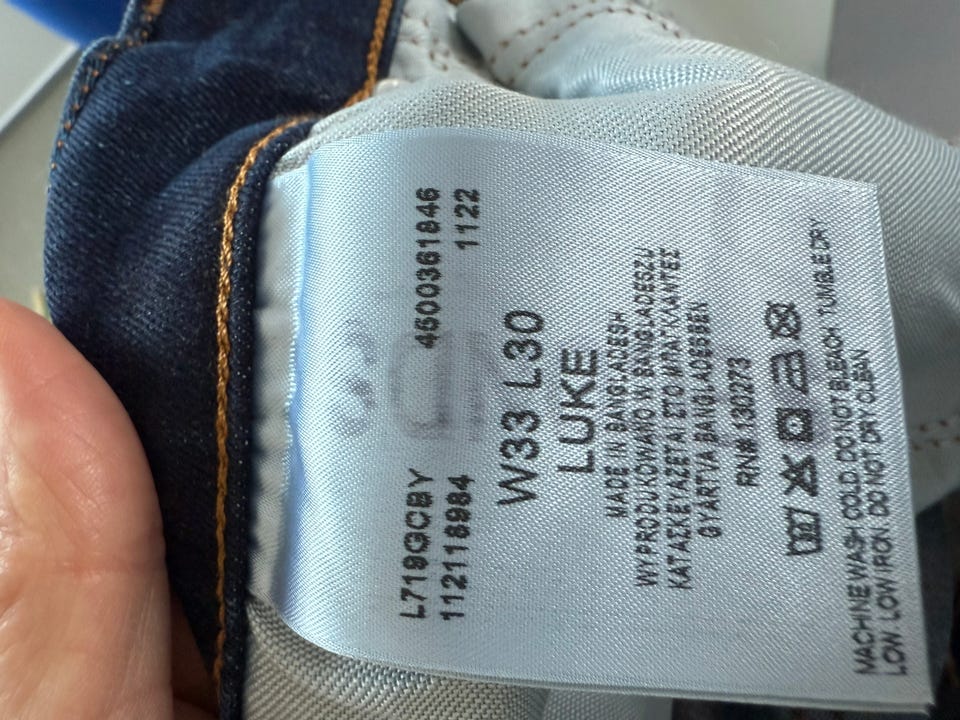 L719GCBY 4500361846
112118984 1122
W33 L30
LUKE
MADE IN BANGLADESH
WYPRODUKOWANO W BANGLADESZU
ΚΑΤΑΣΚΕΥΑΖΕΤΑΙ ΣΤΟ ΜΠΑΓΚΛΑΝΤΕΣ
GYÁRTVA BANGLADESBEN
RN# 130273
MACHINE WASH COLD. DO NOT BLEACH TUMBLE DRY
LOW LOW IRON DO NOT DRY CLEAN